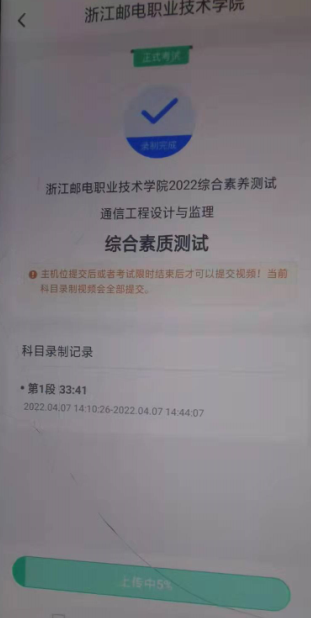 浙江邮电职业技术学院
正式考试
录制完成
浙江邮电职业技术学院2022综合素养测试
通信工程设计与监理
综合素质测试
主机位提交后或者考试限时结束后才可以提交视频！当前
科目录制视频会全部提交。
科目录制记录
第1段 33:41
2022.04.07 14:10:26-2022.04.07 14:44:07
上传中5%